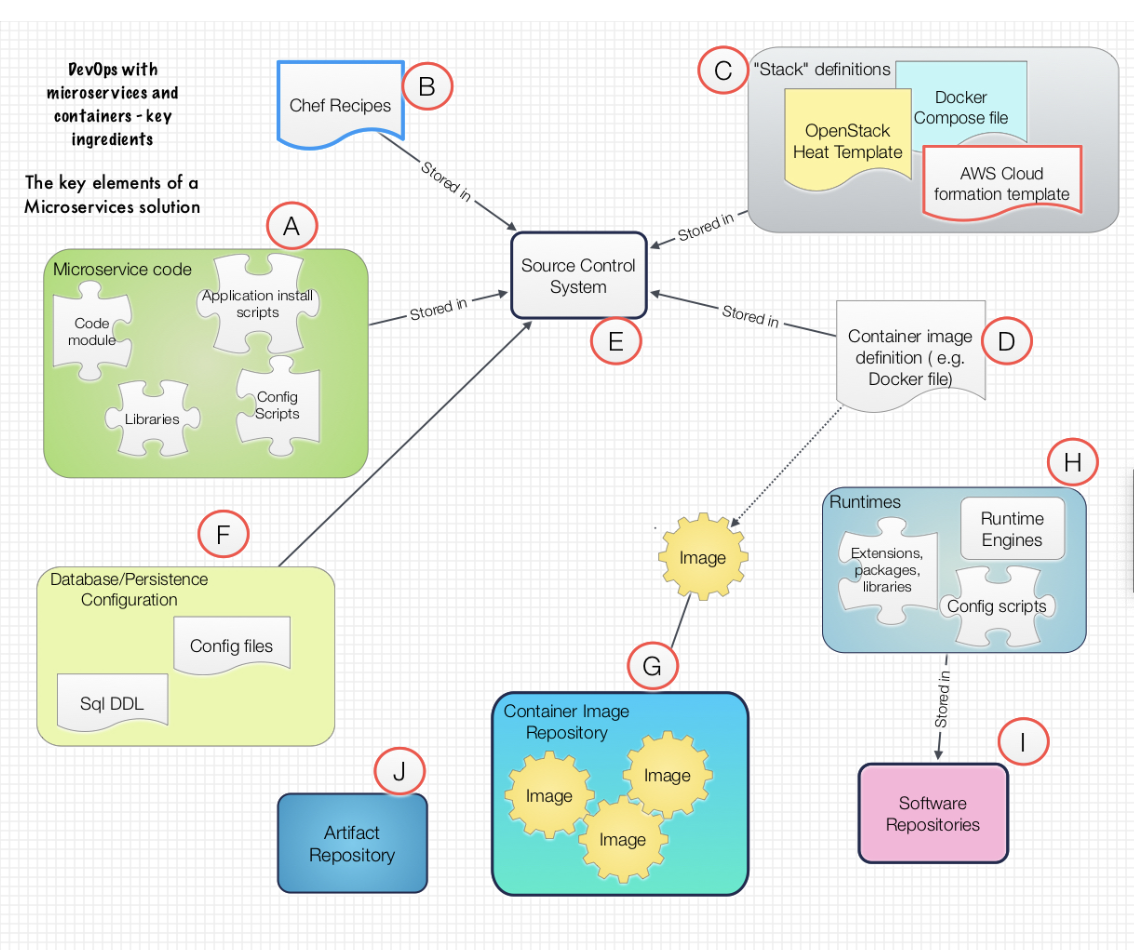 DevOps with
microservices and
containers - key
ingredients
The key elements of a
Microservices solution
B
Chef Recipes
Stored in
C
"Stack" definitions
Docker
Compose file
OpenStack
Heat Template
AWS Cloud
formation template
Stored in
A
Microservice code
Application install
scripts
Code
module
Config
Scripts
Libraries
Stored in
Source Control
System
E
Stored in
D
Container image
definition ( e.g.
Docker file)
F
Database/Persistence
Configuration
Config files
Sql DDL
Image
H
Runtimes
Runtime
Engines
Extensions,
packages,
libraries
Config scripts
Stored in
G
Container Image
Repository
Image
Image
Image
I
Software
Repositories
J
Artifact
Repository